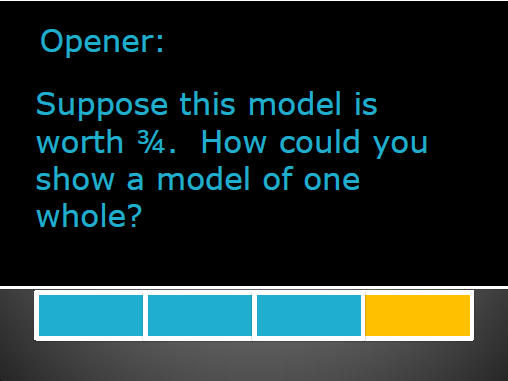 Opener:
Suppose this model is
worth ¾.  How could you
show a model of one
whole?